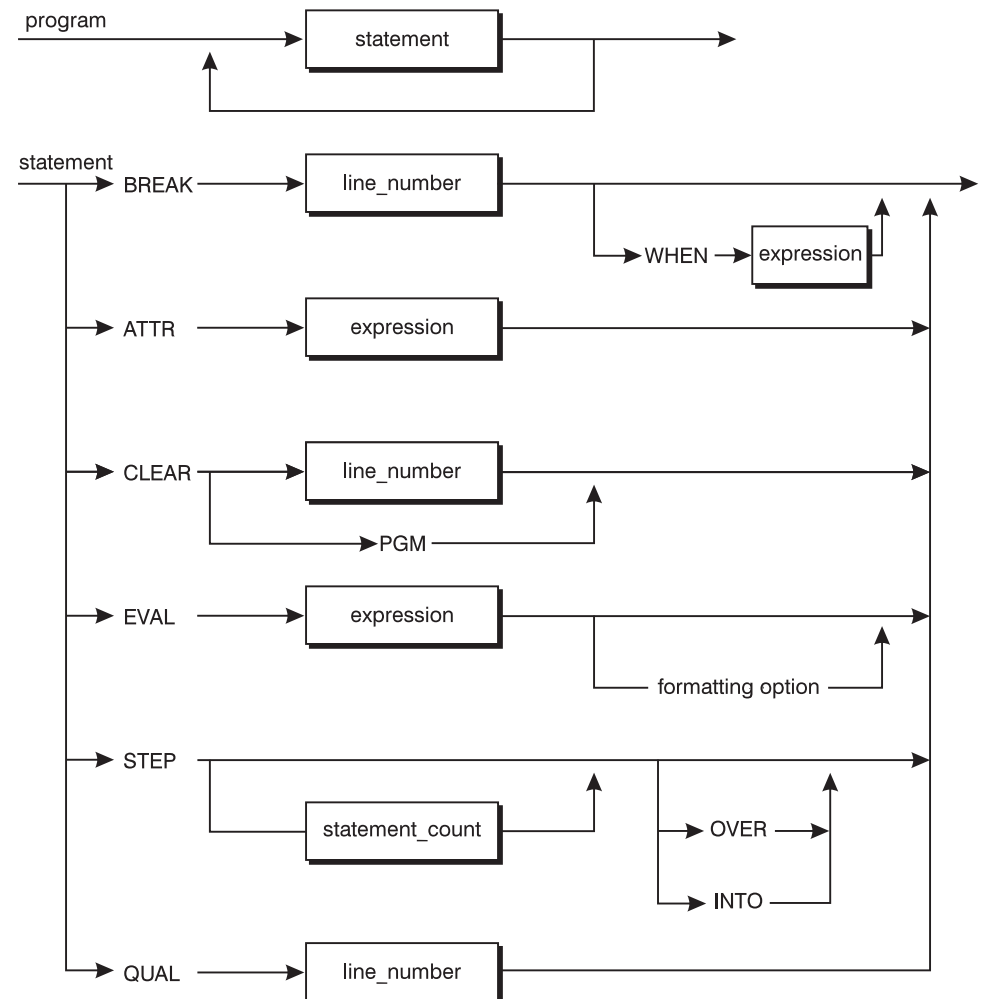 program
statement
statement
BREAK
line_number
WHEN
expression
ATTR
expression
CLEAR
line_number
PGM
EVAL
expression
formatting option
STEP
statement_count
OVER
INTO
QUAL
line_number